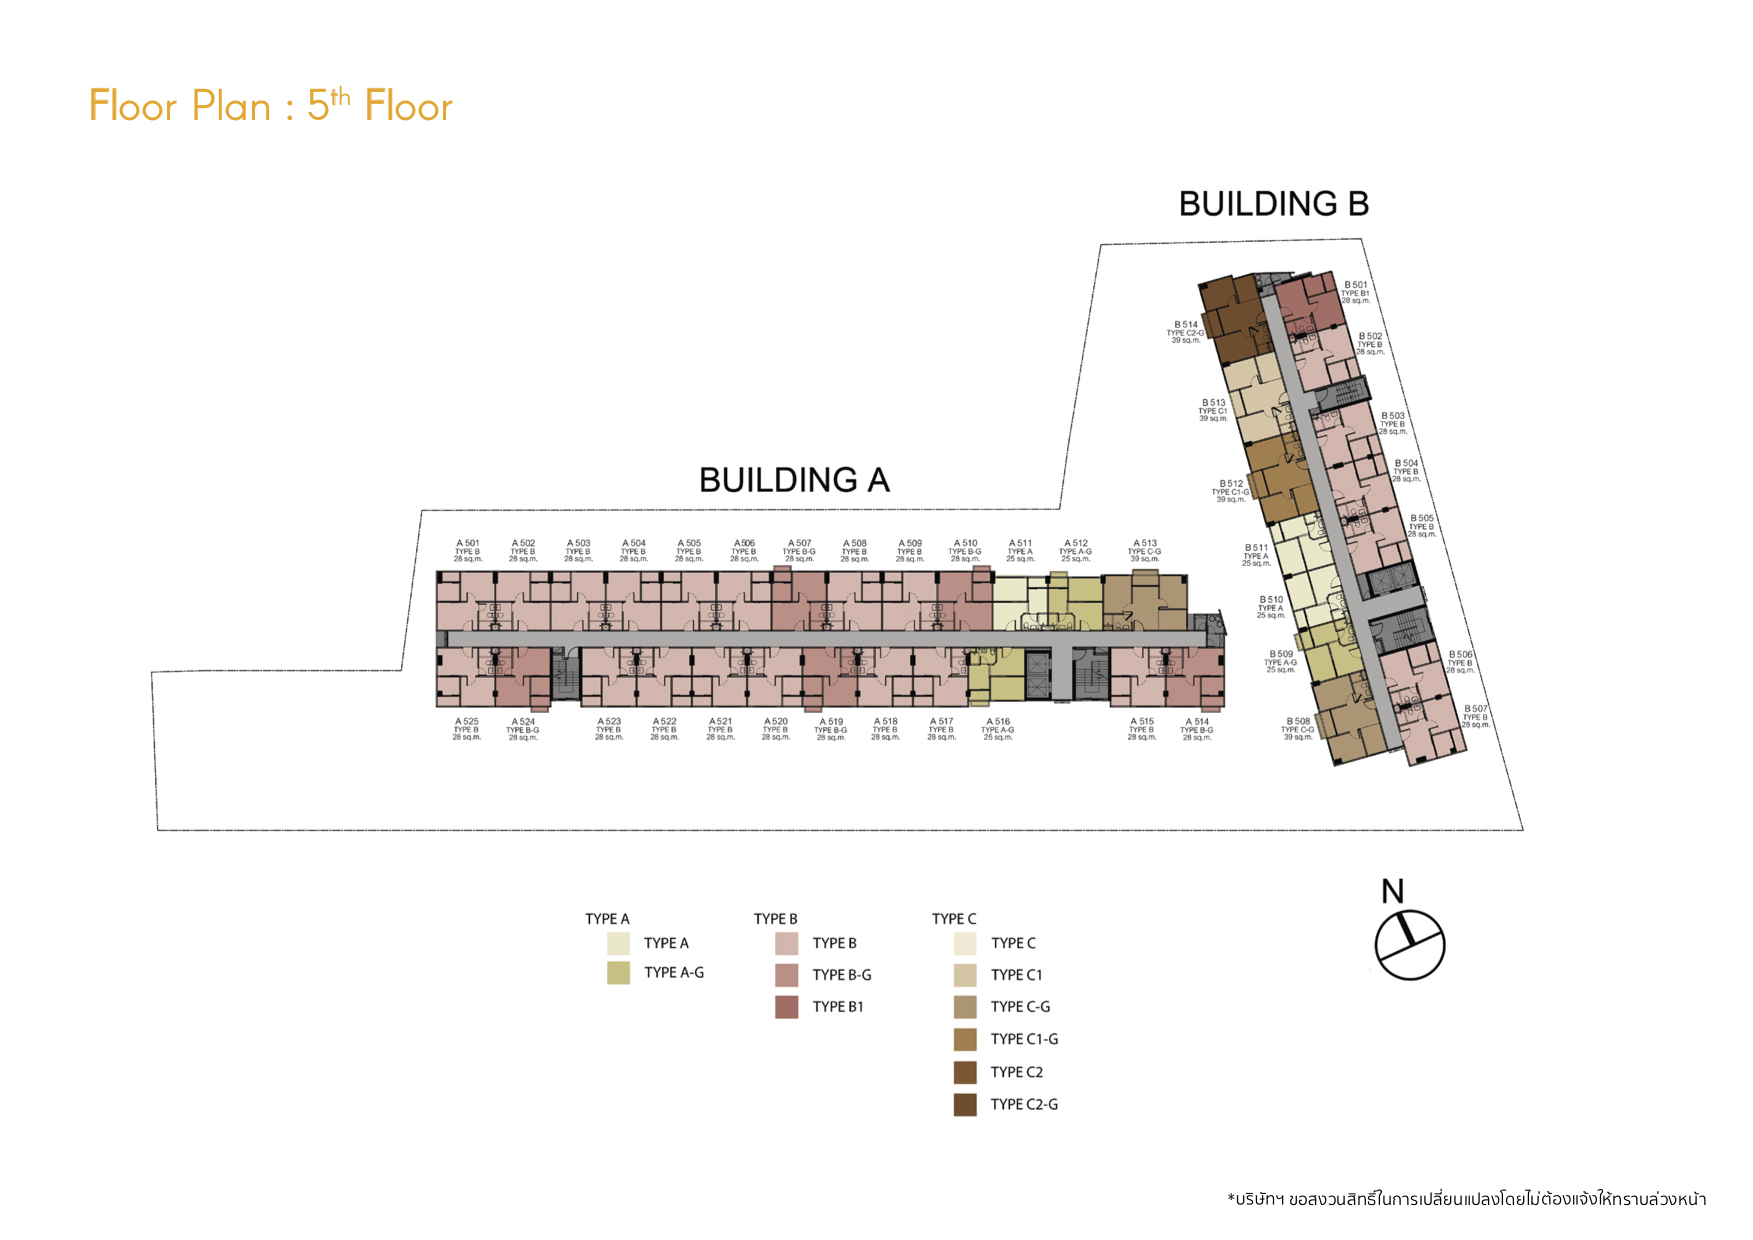 Floor Plan : 5th Floor
BUILDING B
BUILDING A
A 501
TYPE B
28 sq.m.
A 502
TYPE B
28 sq.m.
A 503
TYPE B
28 sq.m.
A 504
TYPE B
28 sq.m.
A 505
TYPE B
28 sq.m.
A 506
TYPE B
28 sq.m.
A 507
TYPE B-G
28 sq.m.
A 508
TYPE B
28 sq.m.
A 509
TYPE B
28 sq.m.
A 510
TYPE B-G
28 sq.m.
A 511
TYPE A
25 sq.m.
A 512
TYPE A-G
25 sq.m.
A 513
TYPE C-G
39 sq.m.
A 525
TYPE B
28 sq.m.
A 524
TYPE B-G
28 sq.m.
A 523
TYPE B
28 sq.m.
A 522
TYPE B
28 sq.m.
A 521
TYPE B
28 sq.m.
A 520
TYPE B
28 sq.m.
A 519
TYPE B-G
28 sq.m.
A 518
TYPE B
28 sq.m.
A 517
TYPE B
28 sq.m.
A 516
TYPE A-G
25 sq.m.
A 515
TYPE B
28 sq.m.
A 514
TYPE B-G
28 sq.m.
B 514
TYPE C2-G
39 sq.m.
B 513
TYPE C1
39 sq.m.
B 512
TYPE C1-G
39 sq.m.
B 511
TYPE A
25 sq.m.
B 510
TYPE A
25 sq.m.
B 509
TYPE A-G
25 sq.m.
B 508
TYPE C-G
39 sq.m.
B 501
TYPE B1
28 sq.m.
B 502
TYPE B
28 sq.m.
B 503
TYPE B
28 sq.m.
B 504
TYPE B
28 sq.m.
B 505
TYPE B
28 sq.m.
B 506
TYPE B
28 sq.m.
B 507
TYPE B
28 sq.m.
N
TYPE A
TYPE A
TYPE A-G
TYPE B
TYPE B
TYPE B-G
TYPE B1
TYPE C
TYPE C
TYPE C1
TYPE C-G
TYPE C1-G
TYPE C2
TYPE C2-G
*บริษัทฯ ขอสงวนสิทธิ์ในการเปลี่ยนแปลงโดยไม่ต้องแจ้งให้ทราบล่วงหน้า